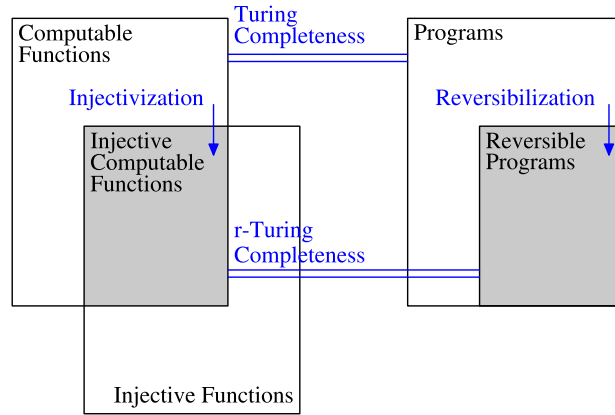 Computable
Functions
Turing
Completeness
Programs
Injectivization
Reversibilization
Injective
Computable
Functions
Reversible
Programs
r-Turing
Completeness
Injective Functions